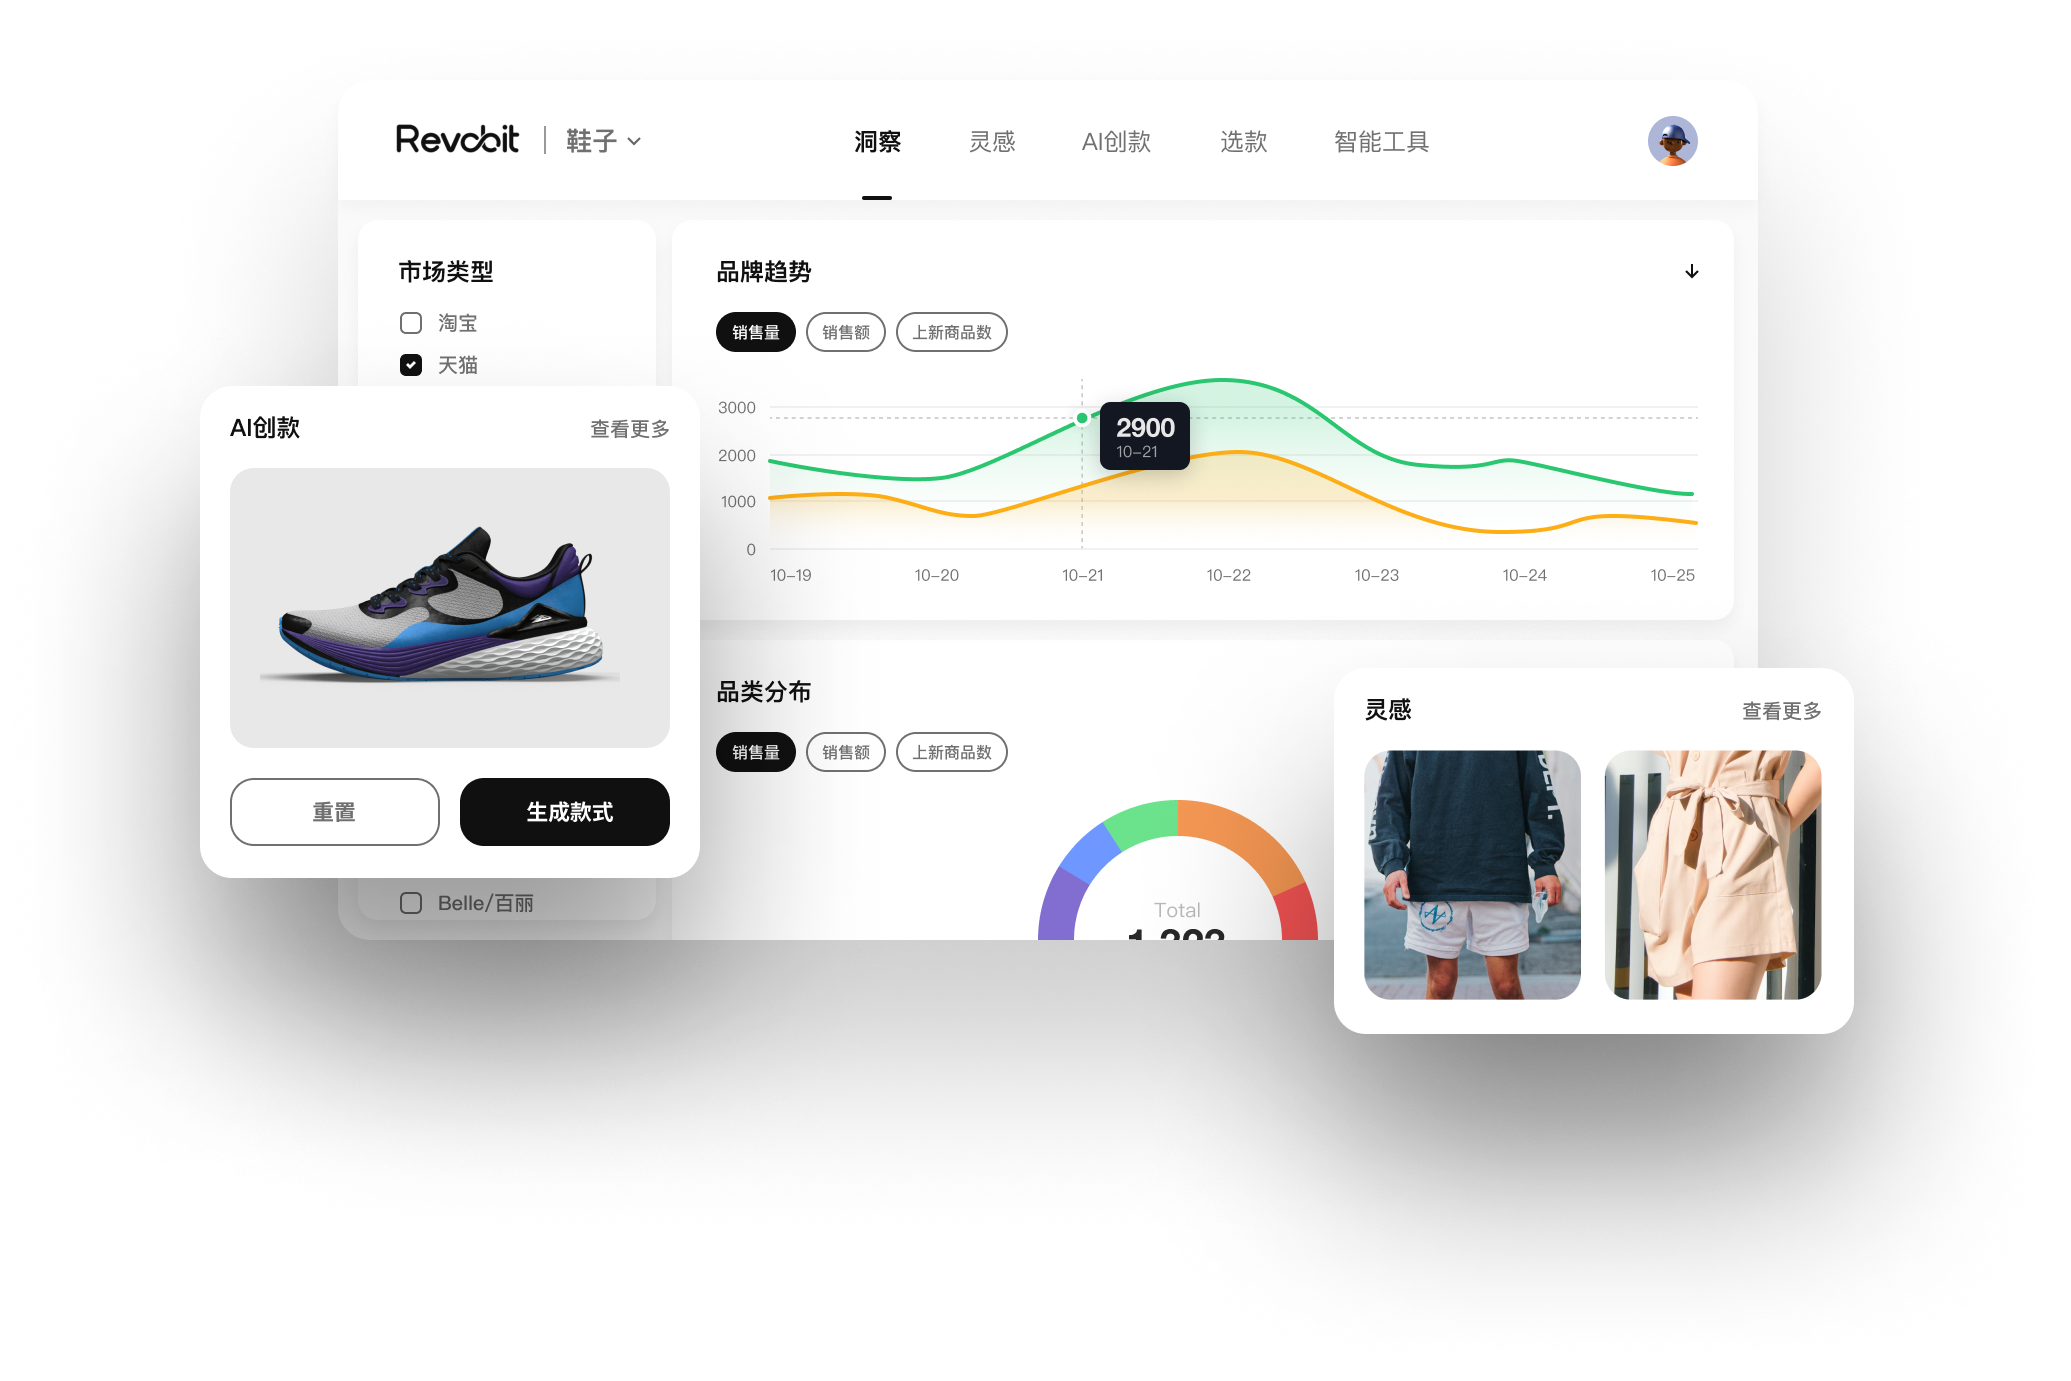 Revobit
鞋子
洞察
灵感
AI创款
选款
智能工具
市场类型
淘宝
天猫
品牌趋势
销售量
销售额
上新商品数
3000
2000
1000
0
2900
10-21
10-19
10-20
10-21
10-22
10-23
10-24
10-25
AI创款
查看更多
重置
生成款式
Belle/百丽
品类分布
销售量
销售额
上新商品数
Total
灵感
查看更多